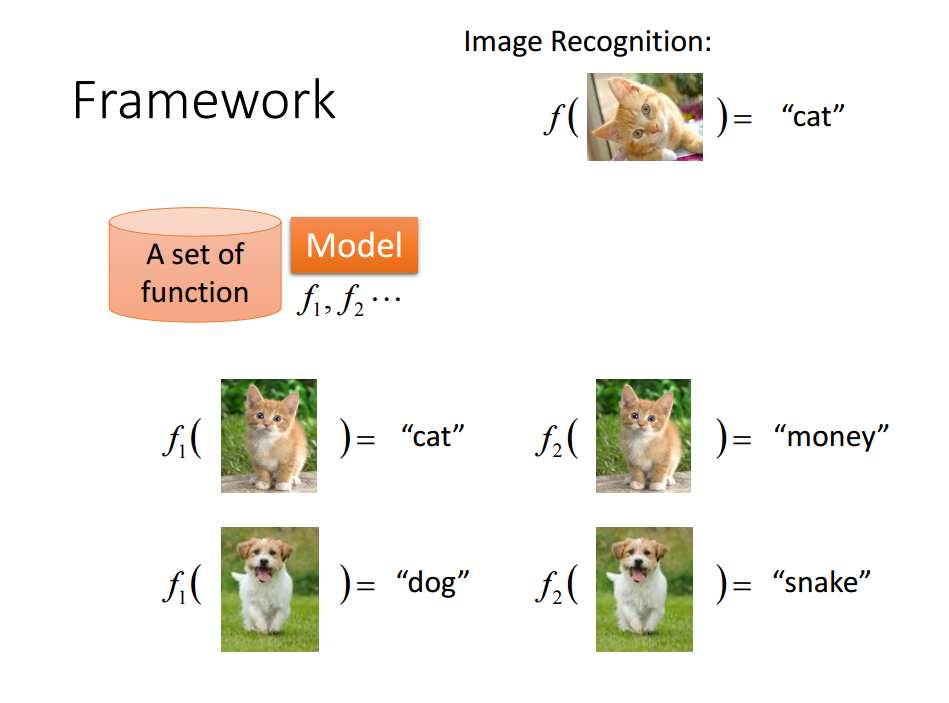 Image Recognition:
Framework
f( )= “cat”
A set of
function
Model
f₁, f₂ ⋯
f₁( )= “cat”
f₂( )= “money”
f₁( )= “dog”
f₂( )= “snake”